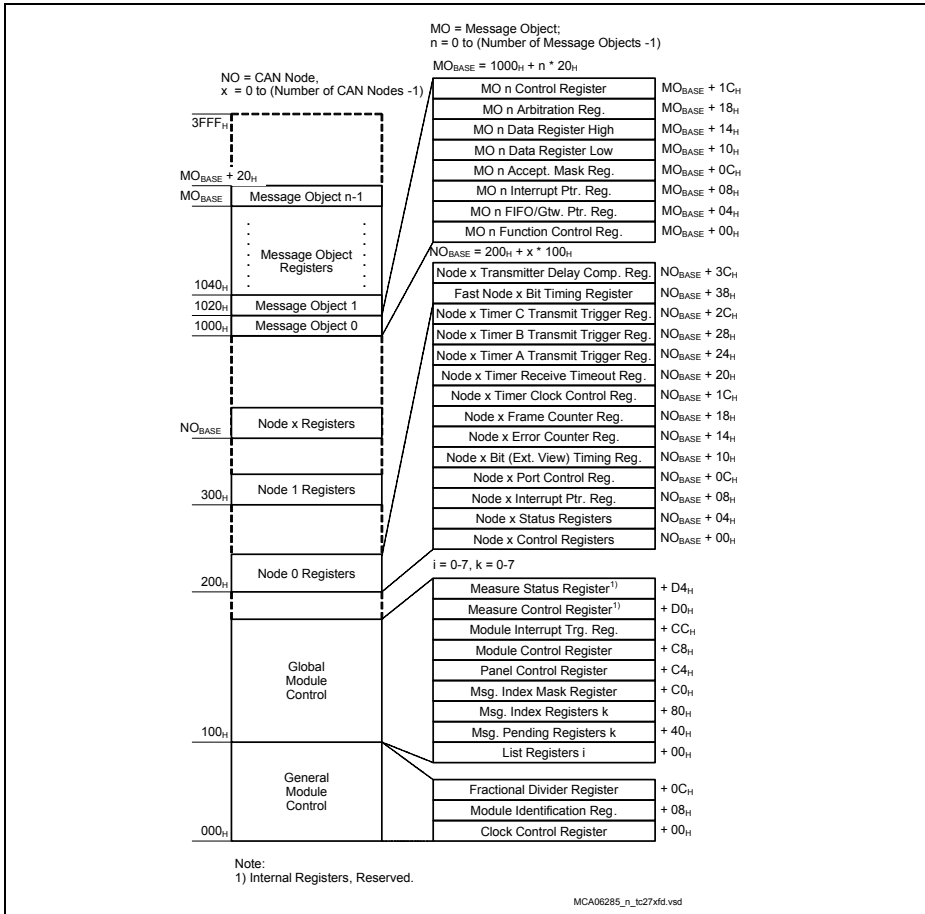 MO = Message Object;
n = 0 to (Number of Message Objects -1)
MOBASE = 1000H + n * 20H
NO = CAN Node,
x = 0 to (Number of CAN Nodes -1)
3FFFH
MOBASE + 20H
MOBASE
Message Object n-1
Message Object
Registers
1040H
1020H
Message Object 1
1000H
Message Object 0
NOBASE
Node x Registers
300H
Node 1 Registers
200H
Node 0 Registers
Global
Module
Control
100H
General
Module
Control
000H
MO n Control Register MOBASE + 1CH
MO n Arbitration Reg. MOBASE + 18H
MO n Data Register High MOBASE + 14H
MO n Data Register Low MOBASE + 10H
MO n Accept. Mask Reg. MOBASE + 0CH
MO n Interrupt Ptr. Reg. MOBASE + 08H
MO n FIFO/Gtw. Ptr. Reg. MOBASE + 04H
MO n Function Control Reg. MOBASE + 00H
NOBASE = 200H + x * 100H
Node x Transmitter Delay Comp. Reg. NOBASE + 3CH
Fast Node x Bit Timing Register NOBASE + 38H
Node x Timer C Transmit Trigger Reg. NOBASE + 2CH
Node x Timer B Transmit Trigger Reg. NOBASE + 28H
Node x Timer A Transmit Trigger Reg. NOBASE + 24H
Node x Timer Receive Timeout Reg. NOBASE + 20H
Node x Timer Clock Control Reg. NOBASE + 1CH
Node x Frame Counter Reg. NOBASE + 18H
Node x Error Counter Reg. NOBASE + 14H
Node x Bit (Ext. View) Timing Reg. NOBASE + 10H
Node x Port Control Reg. NOBASE + 0CH
Node x Interrupt Ptr. Reg. NOBASE + 08H
Node x Status Registers NOBASE + 04H
Node x Control Registers NOBASE + 00H
i = 0-7, k = 0-7
Measure Status Register1) + D4H
Measure Control Register1) + D0H
Module Interrupt Trg. Reg. + CCH
Module Control Register + C8H
Panel Control Register + C4H
Msg. Index Mask Register + C0H
Msg. Index Registers k + 80H
Msg. Pending Registers k + 40H
List Registers i + 00H
Fractional Divider Register + 0CH
Module Identification Reg. + 08H
Clock Control Register + 00H
Note:
1) Internal Registers, Reserved.
MCA06285_n_tc27xfd.vsd